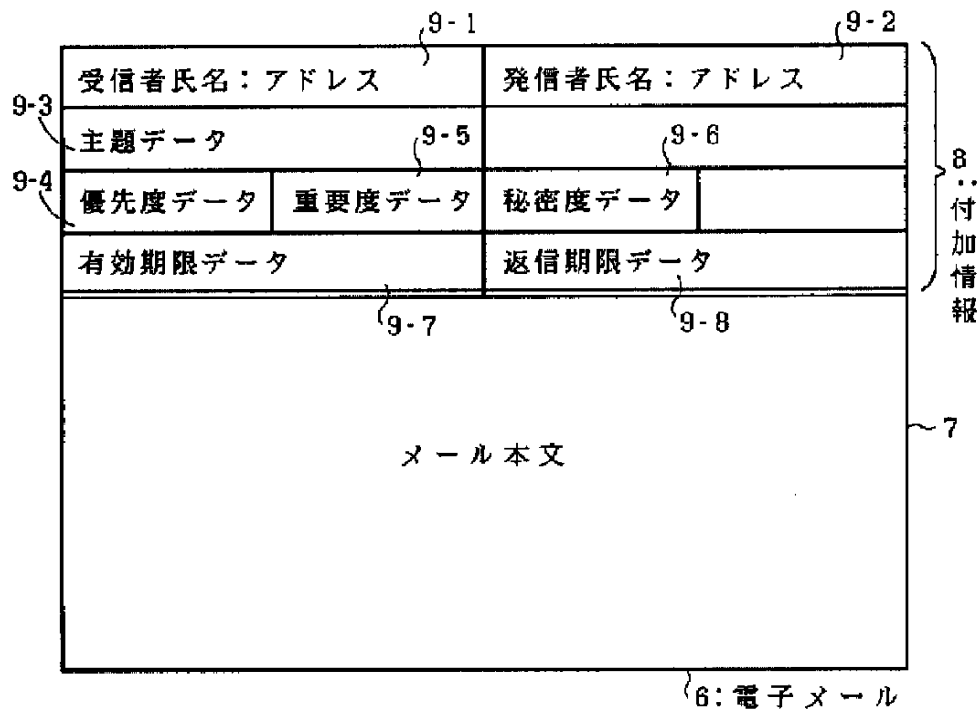 9-1 9-2
受信者氏名：アドレス 発信者氏名：アドレス
9-3
主題データ 9-5 9-6
9-4
優先度データ 重要度データ 秘密度データ
有効期限データ 返信期限データ
9-7 9-8
8：付加情報
メール本文
7
6：電子メール